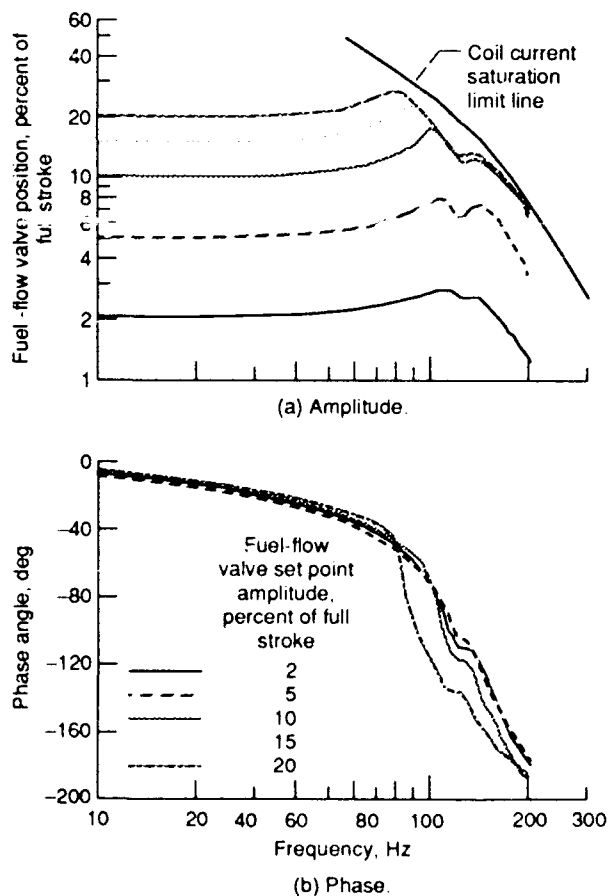 60
40
20
10
8
6
4
2
1
Fuel-flow valve position, percent of
full stroke
Coil current
saturation
limit line
(a) Amplitude.
0
-40
-80
-120
-160
-200
Phase angle, deg
Fuel-flow
valve set point
amplitude,
percent of full
stroke
2
5
10
15
20
10
20
40
60
80
100
200
300
Frequency, Hz
(b) Phase.